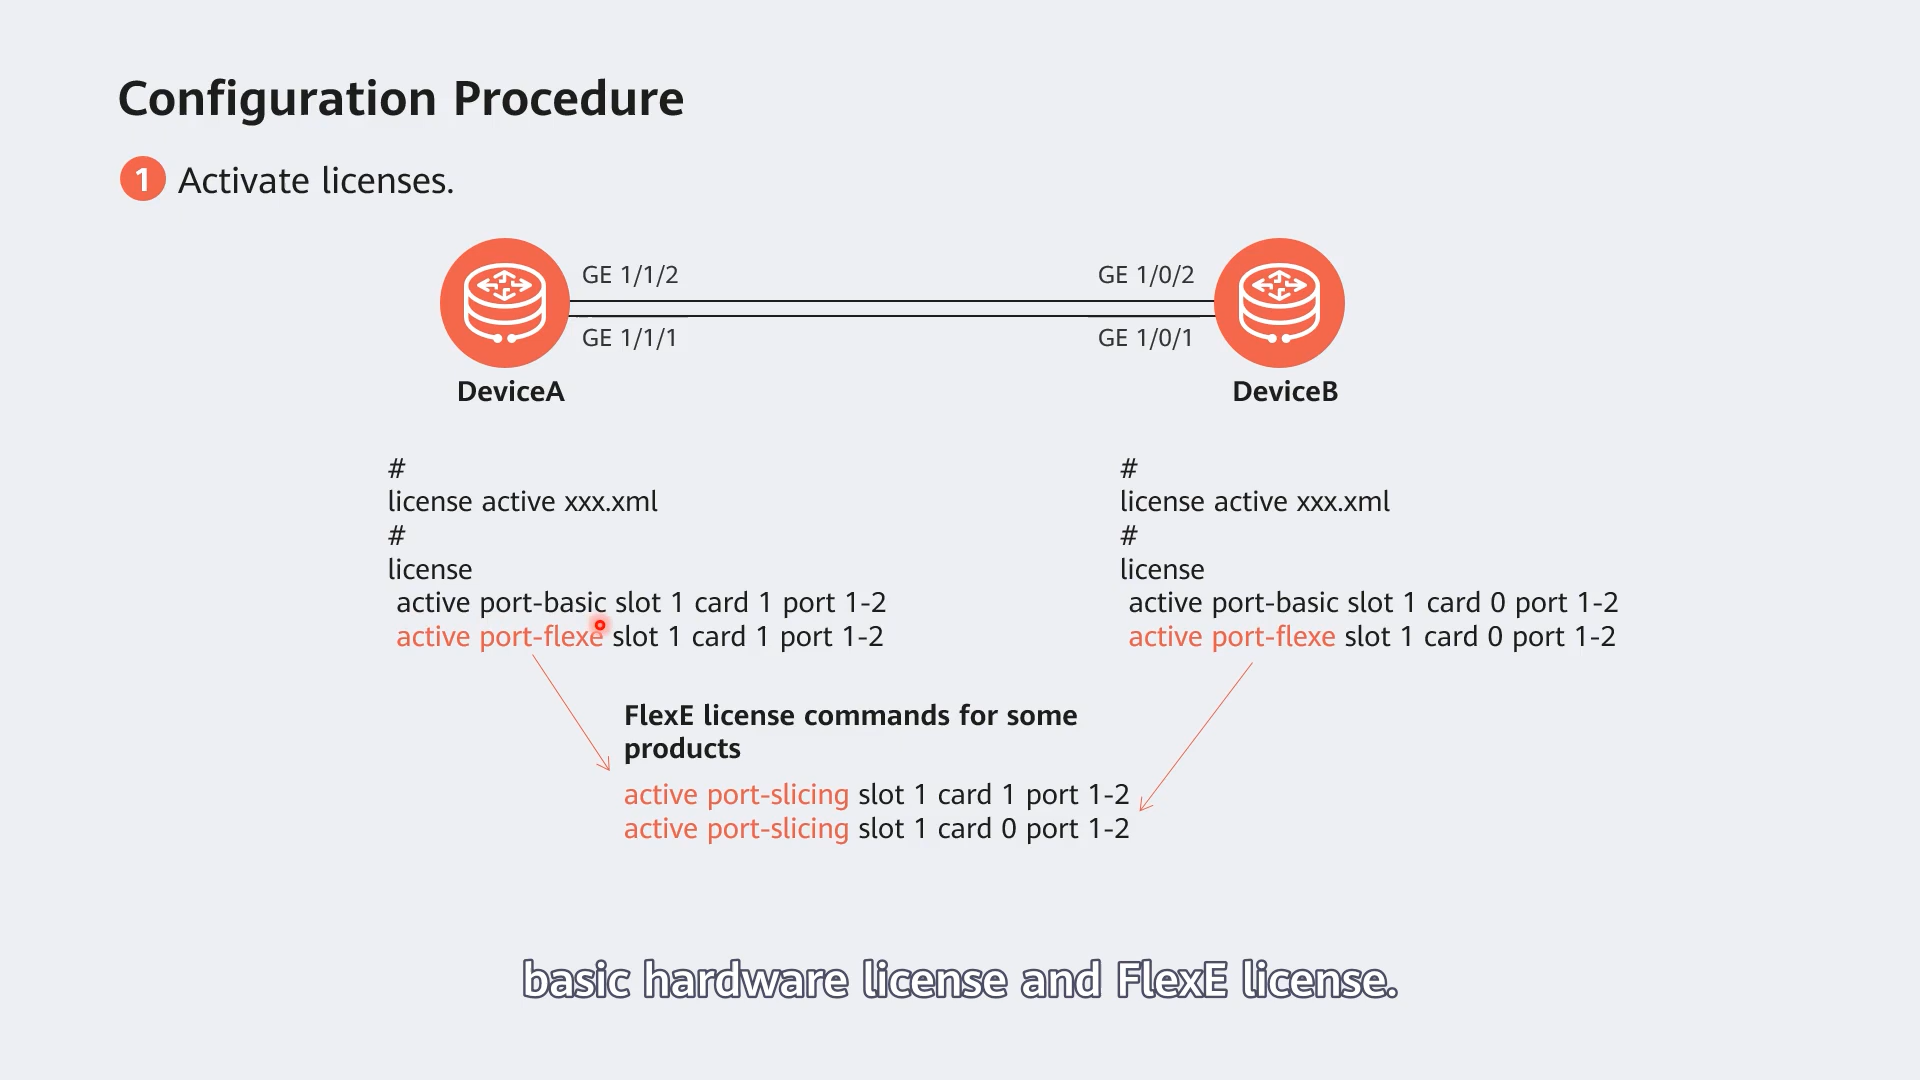 Configuration Procedure
1 Activate licenses.
GE 1/1/2
GE 1/0/2
GE 1/1/1
GE 1/0/1
DeviceA
DeviceB
#
license active xxx.xml
#
license
active port-basic slot 1 card 1 port 1-2
active port-flexe slot 1 card 1 port 1-2
#
license active xxx.xml
#
license
active port-basic slot 1 card 0 port 1-2
active port-flexe slot 1 card 0 port 1-2
FlexE license commands for some
products
active port-slicing slot 1 card 1 port 1-2
active port-slicing slot 1 card 0 port 1-2
basic hardware license and FlexE license.